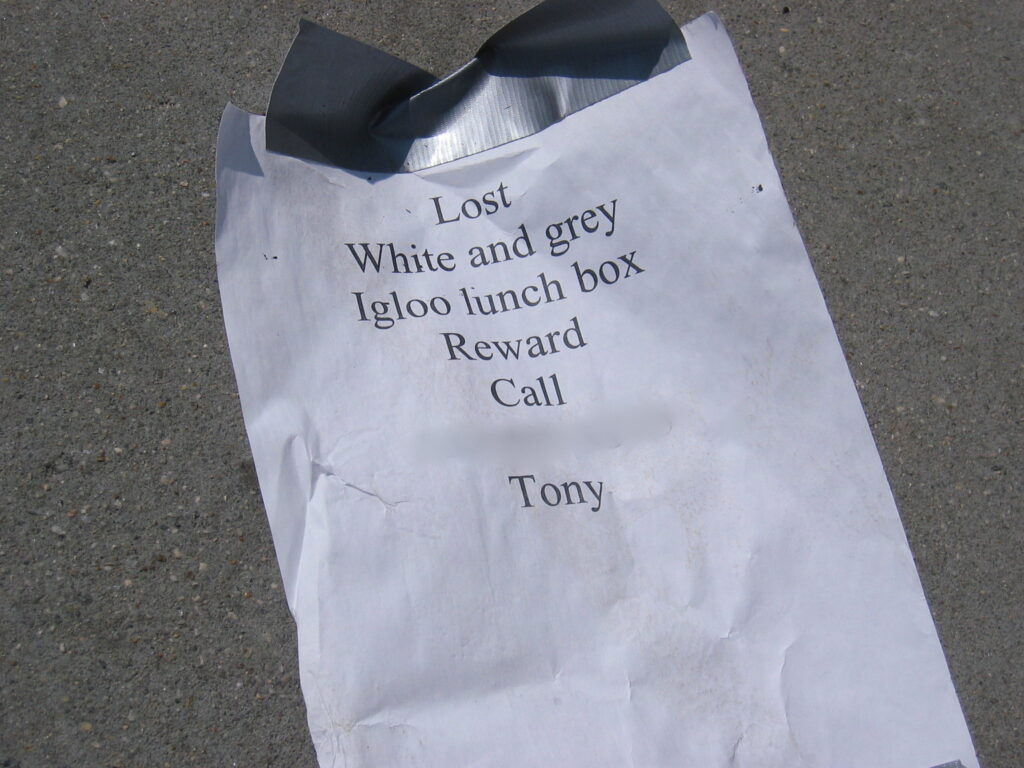 Lost
White and grey
Igloo lunch box
Reward
Call
Tony